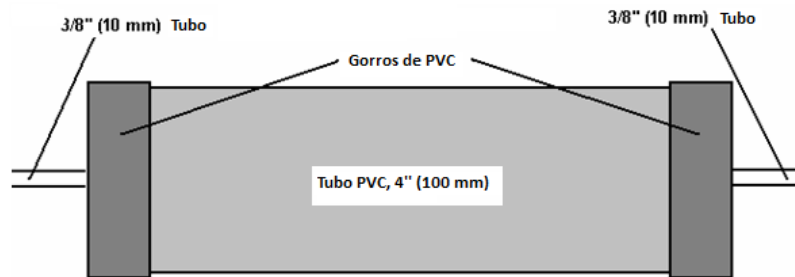 3/8" (10 mm) Tubo
3/8" (10 mm) Tubo
Gorros de PVC
Tubo PVC, 4" (100 mm)